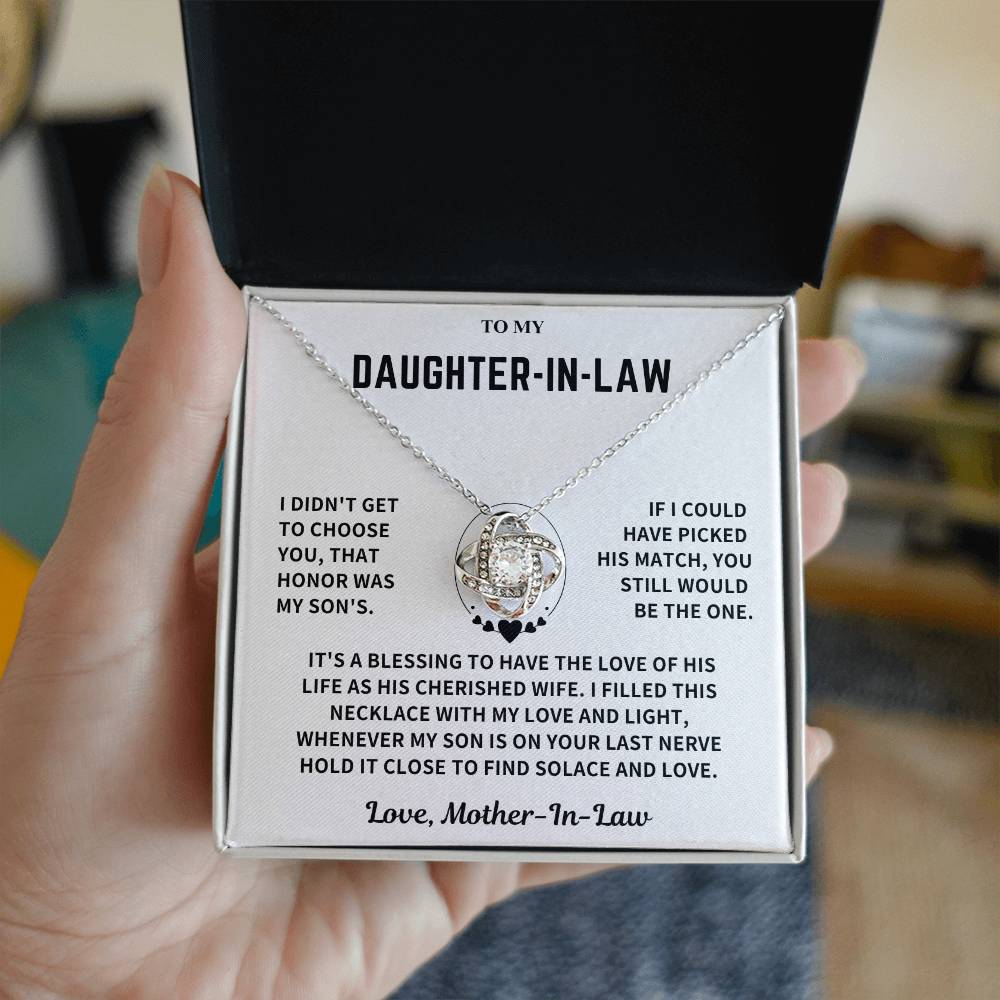 TO MY
DAUGHTER-IN-LAW
I DIDN'T GET
TO CHOOSE
YOU, THAT
HONOR WAS
MY SON'S.
IF I COULD
HAVE PICKED
HIS MATCH, YOU
STILL WOULD
BE THE ONE.
IT'S A BLESSING TO HAVE THE LOVE OF HIS
LIFE AS HIS CHERISHED WIFE. I FILLED THIS
NECKLACE WITH MY LOVE AND LIGHT,
WHENEVER MY SON IS ON YOUR LAST NERVE
HOLD IT CLOSE TO FIND SOLACE AND LOVE.
Love, Mother-In-Law